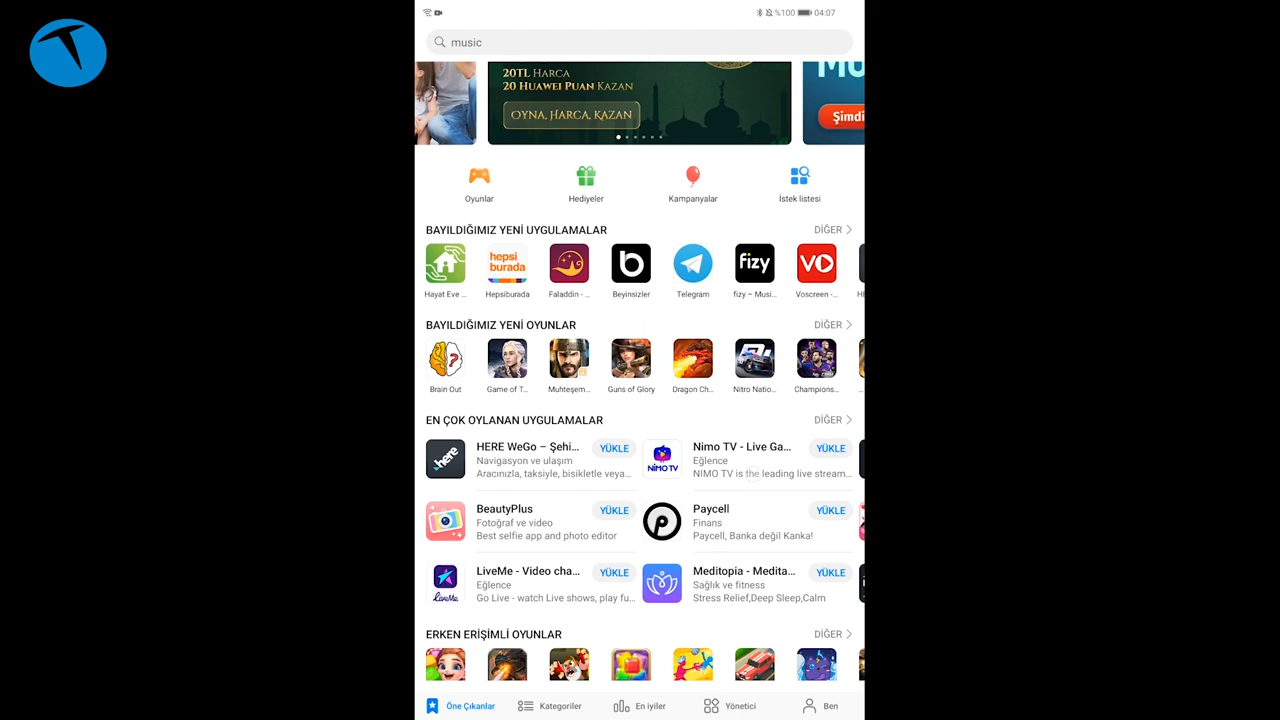 %100 04:07
music
20TL HARCA
20 HUAWEI PUAN KAZAN
OYNA, HARCA, KAZAN
Şimdi
Oyunlar
Hediyeler
Kampanyalar
İstek listesi
BAYILDIĞIMIZ YENİ UYGULAMALAR
DİĞER
hepsi
burada
fizy
VO
Hayat Eve ...
Hepsiburada
Faladdin - ...
Beyinsizler
Telegram
fizy – Musi...
Voscreen -...
BAYILDIĞIMIZ YENİ OYUNLAR
DİĞER
Brain Out
Game of T...
Muhteşem...
Guns of Glory
Dragon Ch...
Nitro Natio...
Champions...
EN ÇOK OYLANAN UYGULAMALAR
DİĞER
here
HERE WeGo – Şehi...
YÜKLE
Navigasyon ve ulaşım
Aracınızla, taksiyle, bisikletle veya...
NiMO TV
Nimo TV - Live Ga...
YÜKLE
Eğlence
NIMO TV is the leading live stream...
BeautyPlus
YÜKLE
Fotoğraf ve video
Best selfie app and photo editor
Paycell
YÜKLE
Finans
Paycell, Banka değil Kanka!
LiveMe
LiveMe - Video cha...
YÜKLE
Eğlence
Go Live - watch Live shows, play fu...
Meditopia - Medita...
YÜKLE
Sağlık ve fitness
Stress Relief,Deep Sleep,Calm
ERKEN ERİŞİMLİ OYUNLAR
DİĞER
Öne Çıkanlar
Kategoriler
En iyiler
Yönetici
Ben